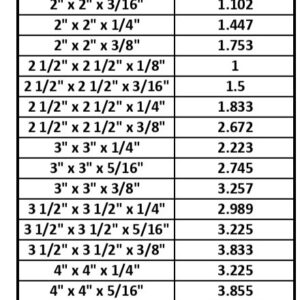 2" x 2" x 3/16" 1.102
2" x 2" x 1/4" 1.447
2" x 2" x 3/8" 1.753
2 1/2" x 2 1/2" x 1/8" 1
2 1/2" x 2 1/2" x 3/16" 1.5
2 1/2" x 2 1/2" x 1/4" 1.833
2 1/2" x 2 1/2" x 3/8" 2.672
3" x 3" x 1/4" 2.223
3" x 3" x 5/16" 2.745
3" x 3" x 3/8" 3.257
3 1/2" x 3 1/2" x 1/4" 2.989
3 1/2" x 3 1/2" x 5/16" 3.225
3 1/2" x 3 1/2" x 3/8" 3.833
4" x 4" x 1/4" 3.225
4" x 4" x 5/16" 3.855